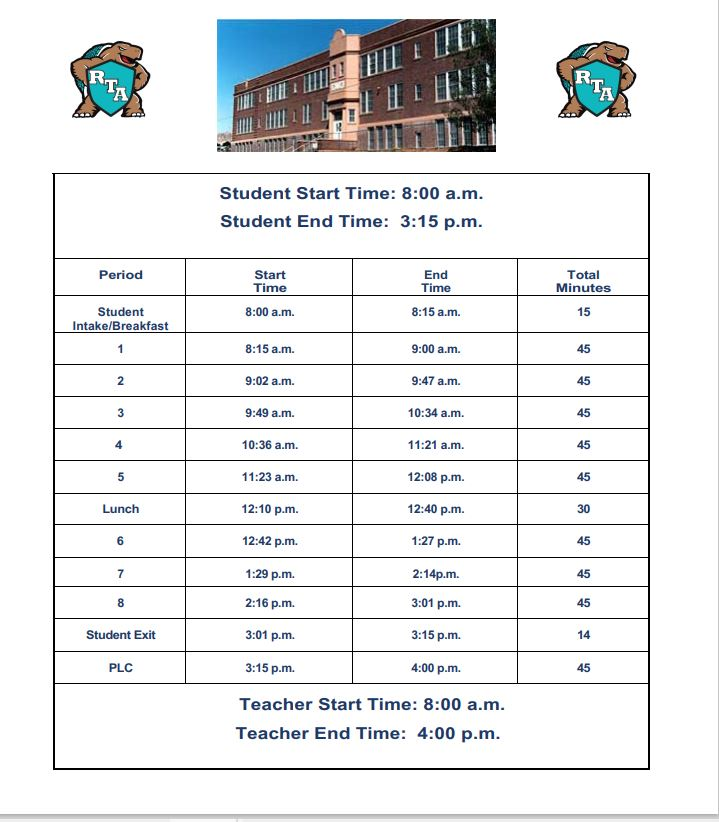 RTA
RTA
Student Start Time: 8:00 a.m.
Student End Time: 3:15 p.m.
Period Start Time End Time Total Minutes
Student Intake/Breakfast 8:00 a.m. 8:15 a.m. 15
1 8:15 a.m. 9:00 a.m. 45
2 9:02 a.m. 9:47 a.m. 45
3 9:49 a.m. 10:34 a.m. 45
4 10:36 a.m. 11:21 a.m. 45
5 11:23 a.m. 12:08 p.m. 45
Lunch 12:10 p.m. 12:40 p.m. 30
6 12:42 p.m. 1:27 p.m. 45
7 1:29 p.m. 2:14p.m. 45
8 2:16 p.m. 3:01 p.m. 45
Student Exit 3:01 p.m. 3:15 p.m. 14
PLC 3:15 p.m. 4:00 p.m. 45
Teacher Start Time: 8:00 a.m.
Teacher End Time: 4:00 p.m.